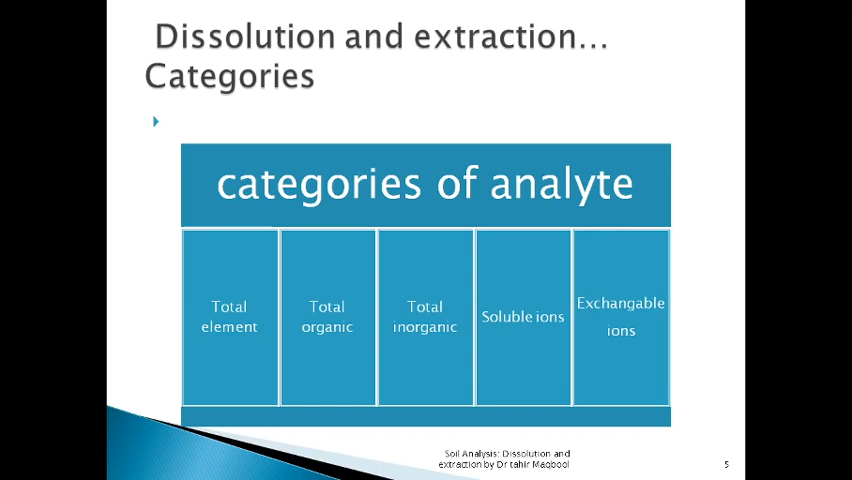 Dissolution and extraction...
Categories
categories of analyte
Total
element
Total
organic
Total
inorganic
Soluble ions
Exchangable
ions
Soil Analysis: Dissolution and
extraction by Dr tahir Maqbool
5